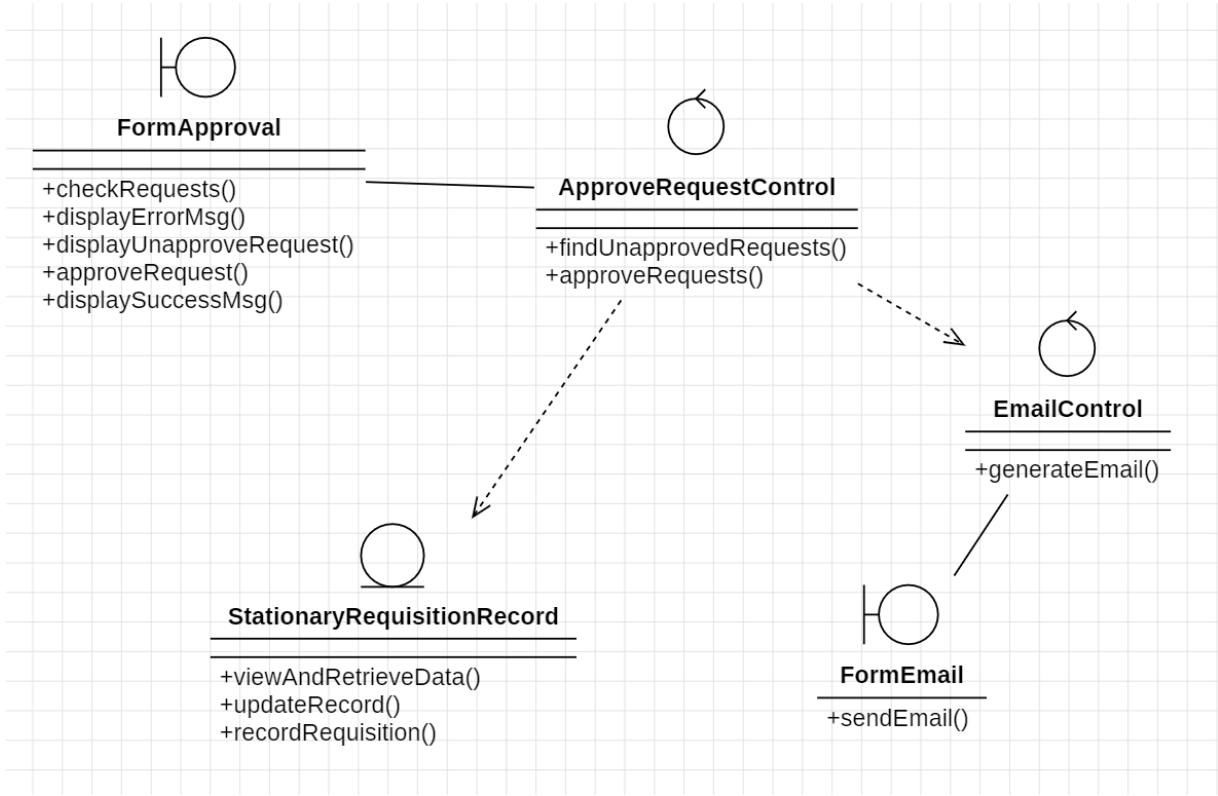 FormApproval
+checkRequests()
+displayErrorMsg()
+displayUnapproveRequest()
+approveRequest()
+displaySuccessMsg()
ApproveRequestControl
+findUnapprovedRequests()
+approveRequests()
EmailControl
+generateEmail()
StationaryRequisitionRecord
+viewAndRetrieveData()
+updateRecord()
+recordRequisition()
FormEmail
+sendEmail()